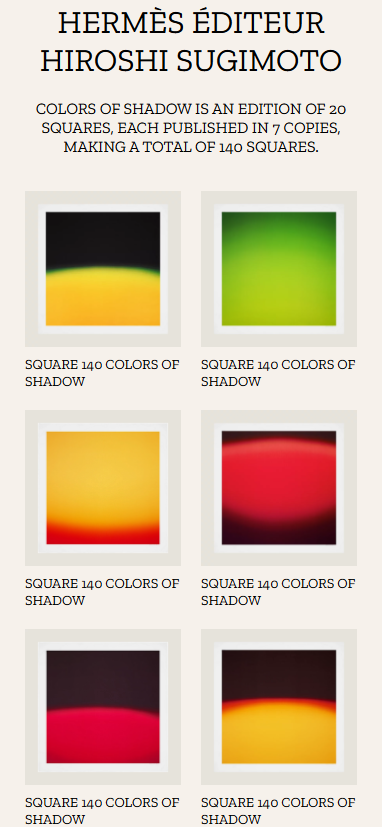 HERMÈS ÉDITEUR
HIROSHI SUGIMOTO
COLORS OF SHADOW IS AN EDITION OF 20
SQUARES, EACH PUBLISHED IN 7 COPIES,
MAKING A TOTAL OF 140 SQUARES.
SQUARE 140 COLORS OF
SHADOW
SQUARE 140 COLORS OF
SHADOW
SQUARE 140 COLORS OF
SHADOW
SQUARE 140 COLORS OF
SHADOW
SQUARE 140 COLORS OF
SHADOW
SQUARE 140 COLORS OF
SHADOW